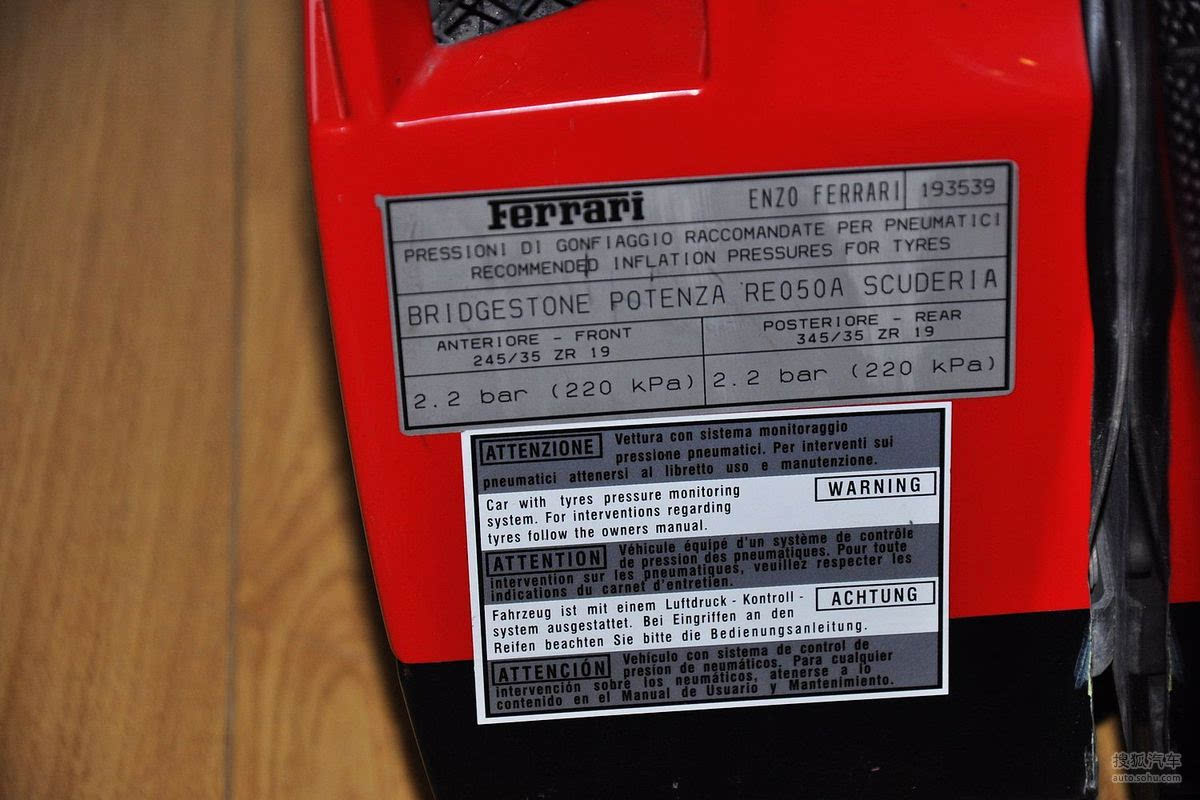 Ferrari ENZO FERRARI 193539
PRESSIONI DI GONFIAGGIO RACCOMANDATE PER PNEUMATICI
RECOMMENDED INFLATION PRESSURES FOR TYRES
BRIDGESTONE POTENZA RE050A SCUDERIA
ANTERIORE - FRONT
245/35 ZR 19
POSTERIORE - REAR
345/35 ZR 19
2.2 bar (220 kPa)
2.2 bar (220 kPa)
ATTENZIONE Vettura con sistema monitoraggio
pressione pneumatici. Per interventi sui
pneumatici attenersi al libretto uso e manutenzione.
Car with tyres pressure monitoring WARNING
system. For interventions regarding
tyres follow the owners manual.
ATTENTION Véhicule équipé d'un système de contrôle
de pression des pneumatiques. Pour toute
intervention sur les pneumatiques, veuillez respecter les
indications du carnet d'entretien.
Fahrzeug ist mit einem Luftdruck - Kontroll - ACHTUNG
system ausgestattet. Bei Eingriffen an den
Reifen beachten Sie bitte die Bedienungsanleitung.
ATTENCIÓN Vehiculo con sistema de control de
presion de neumáticos. Para cualquier
intervención sobre los neumáticos, atenerse a lo
contenido en el Manual de Usuario y Mantenimiento.
搜狐汽车
auto.sohu.com